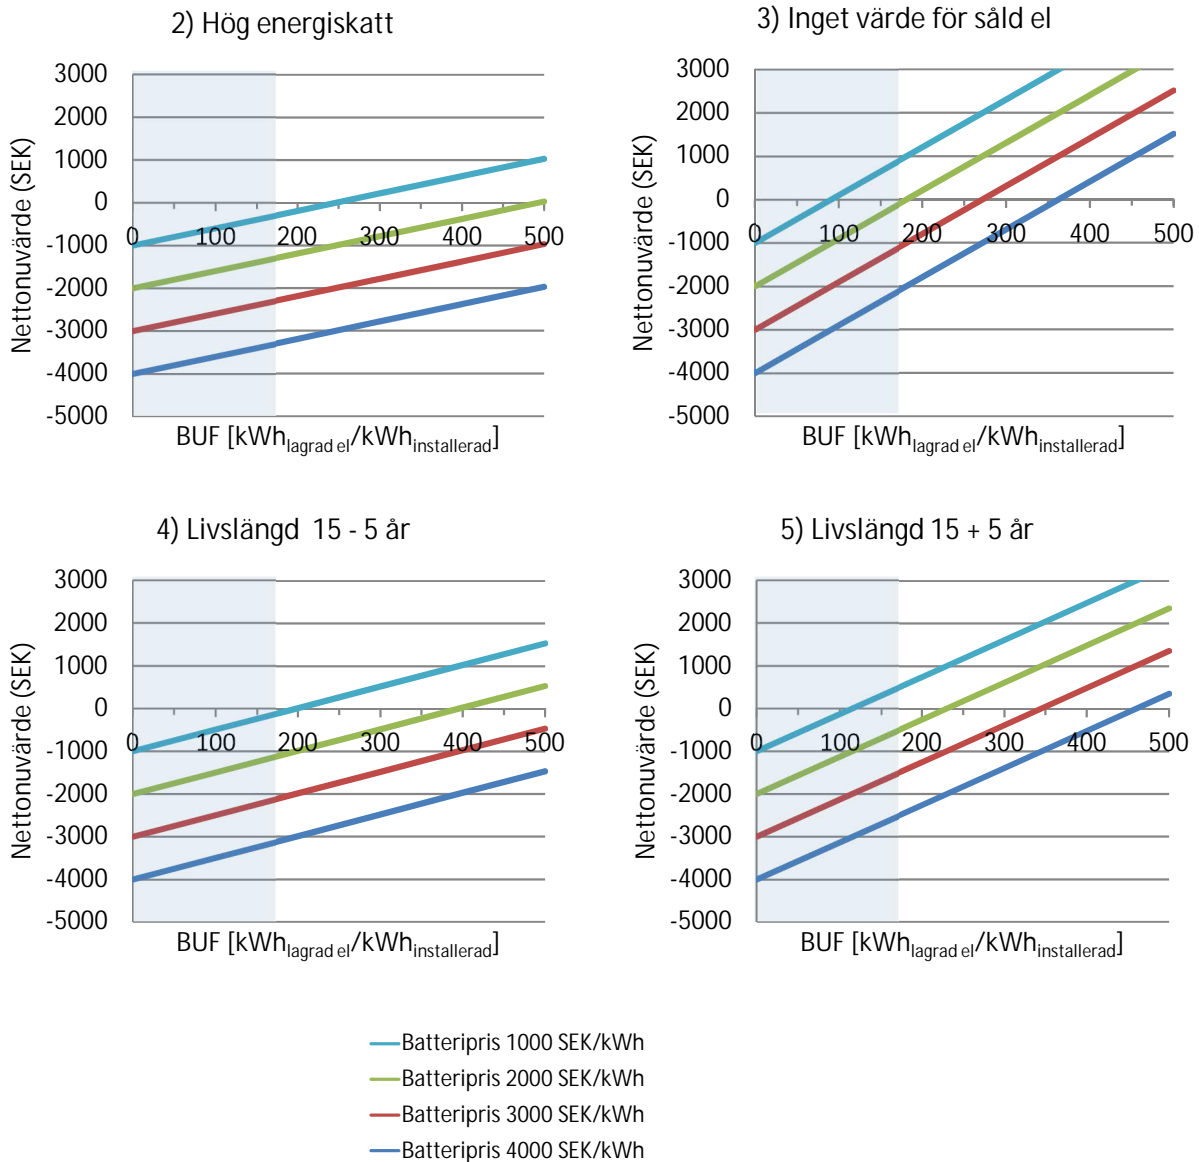 2) Hög energiskatt
3000
2000
1000
0
-1000
-2000
-3000
-4000
-5000
0 100 200 300 400 500
Nettonuvärde (SEK)
BUF [kWhlagrad el/kWhinstallerad]
3) Inget värde för såld el
3000
2000
1000
0
-1000
-2000
-3000
-4000
-5000
0 100 200 300 400 500
Nettonuvärde (SEK)
BUF [kWhlagrad el/kWhinstallerad]
4) Livslängd 15 - 5 år
3000
2000
1000
0
-1000
-2000
-3000
-4000
-5000
0 100 200 300 400 500
Nettonuvärde (SEK)
BUF [kWhlagrad el/kWhinstallerad]
5) Livslängd 15 + 5 år
3000
2000
1000
0
-1000
-2000
-3000
-4000
-5000
0 100 200 300 400 500
Nettonuvärde (SEK)
BUF [kWhlagrad el/kWhinstallerad]
Batteripris 1000 SEK/kWh
Batteripris 2000 SEK/kWh
Batteripris 3000 SEK/kWh
Batteripris 4000 SEK/kWh